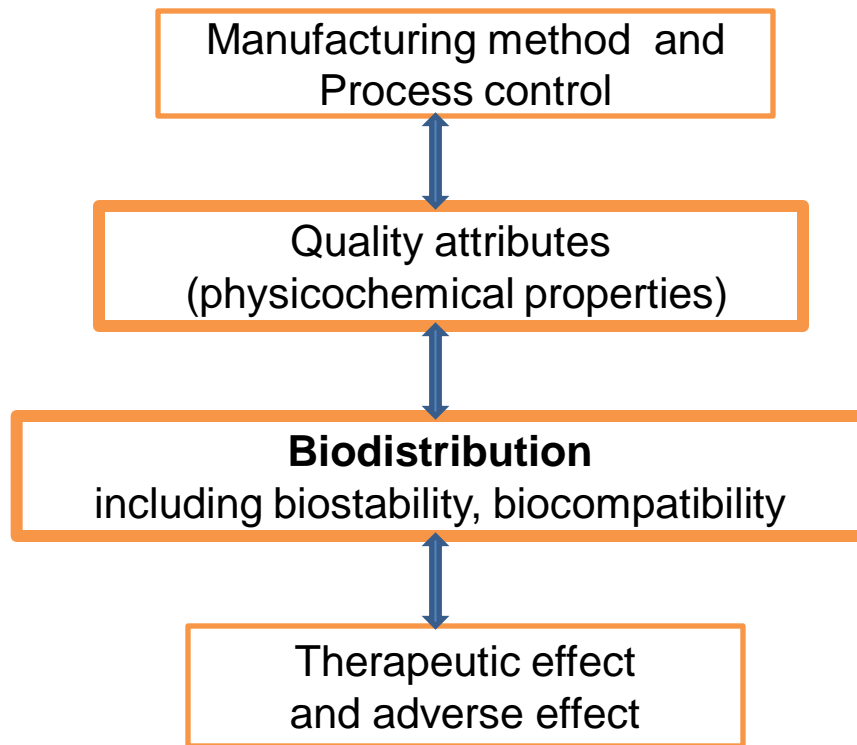 Manufacturing method and
Process control
Quality attributes
(physicochemical properties)
Biodistribution
including biostability, biocompatibility
Therapeutic effect
and adverse effect